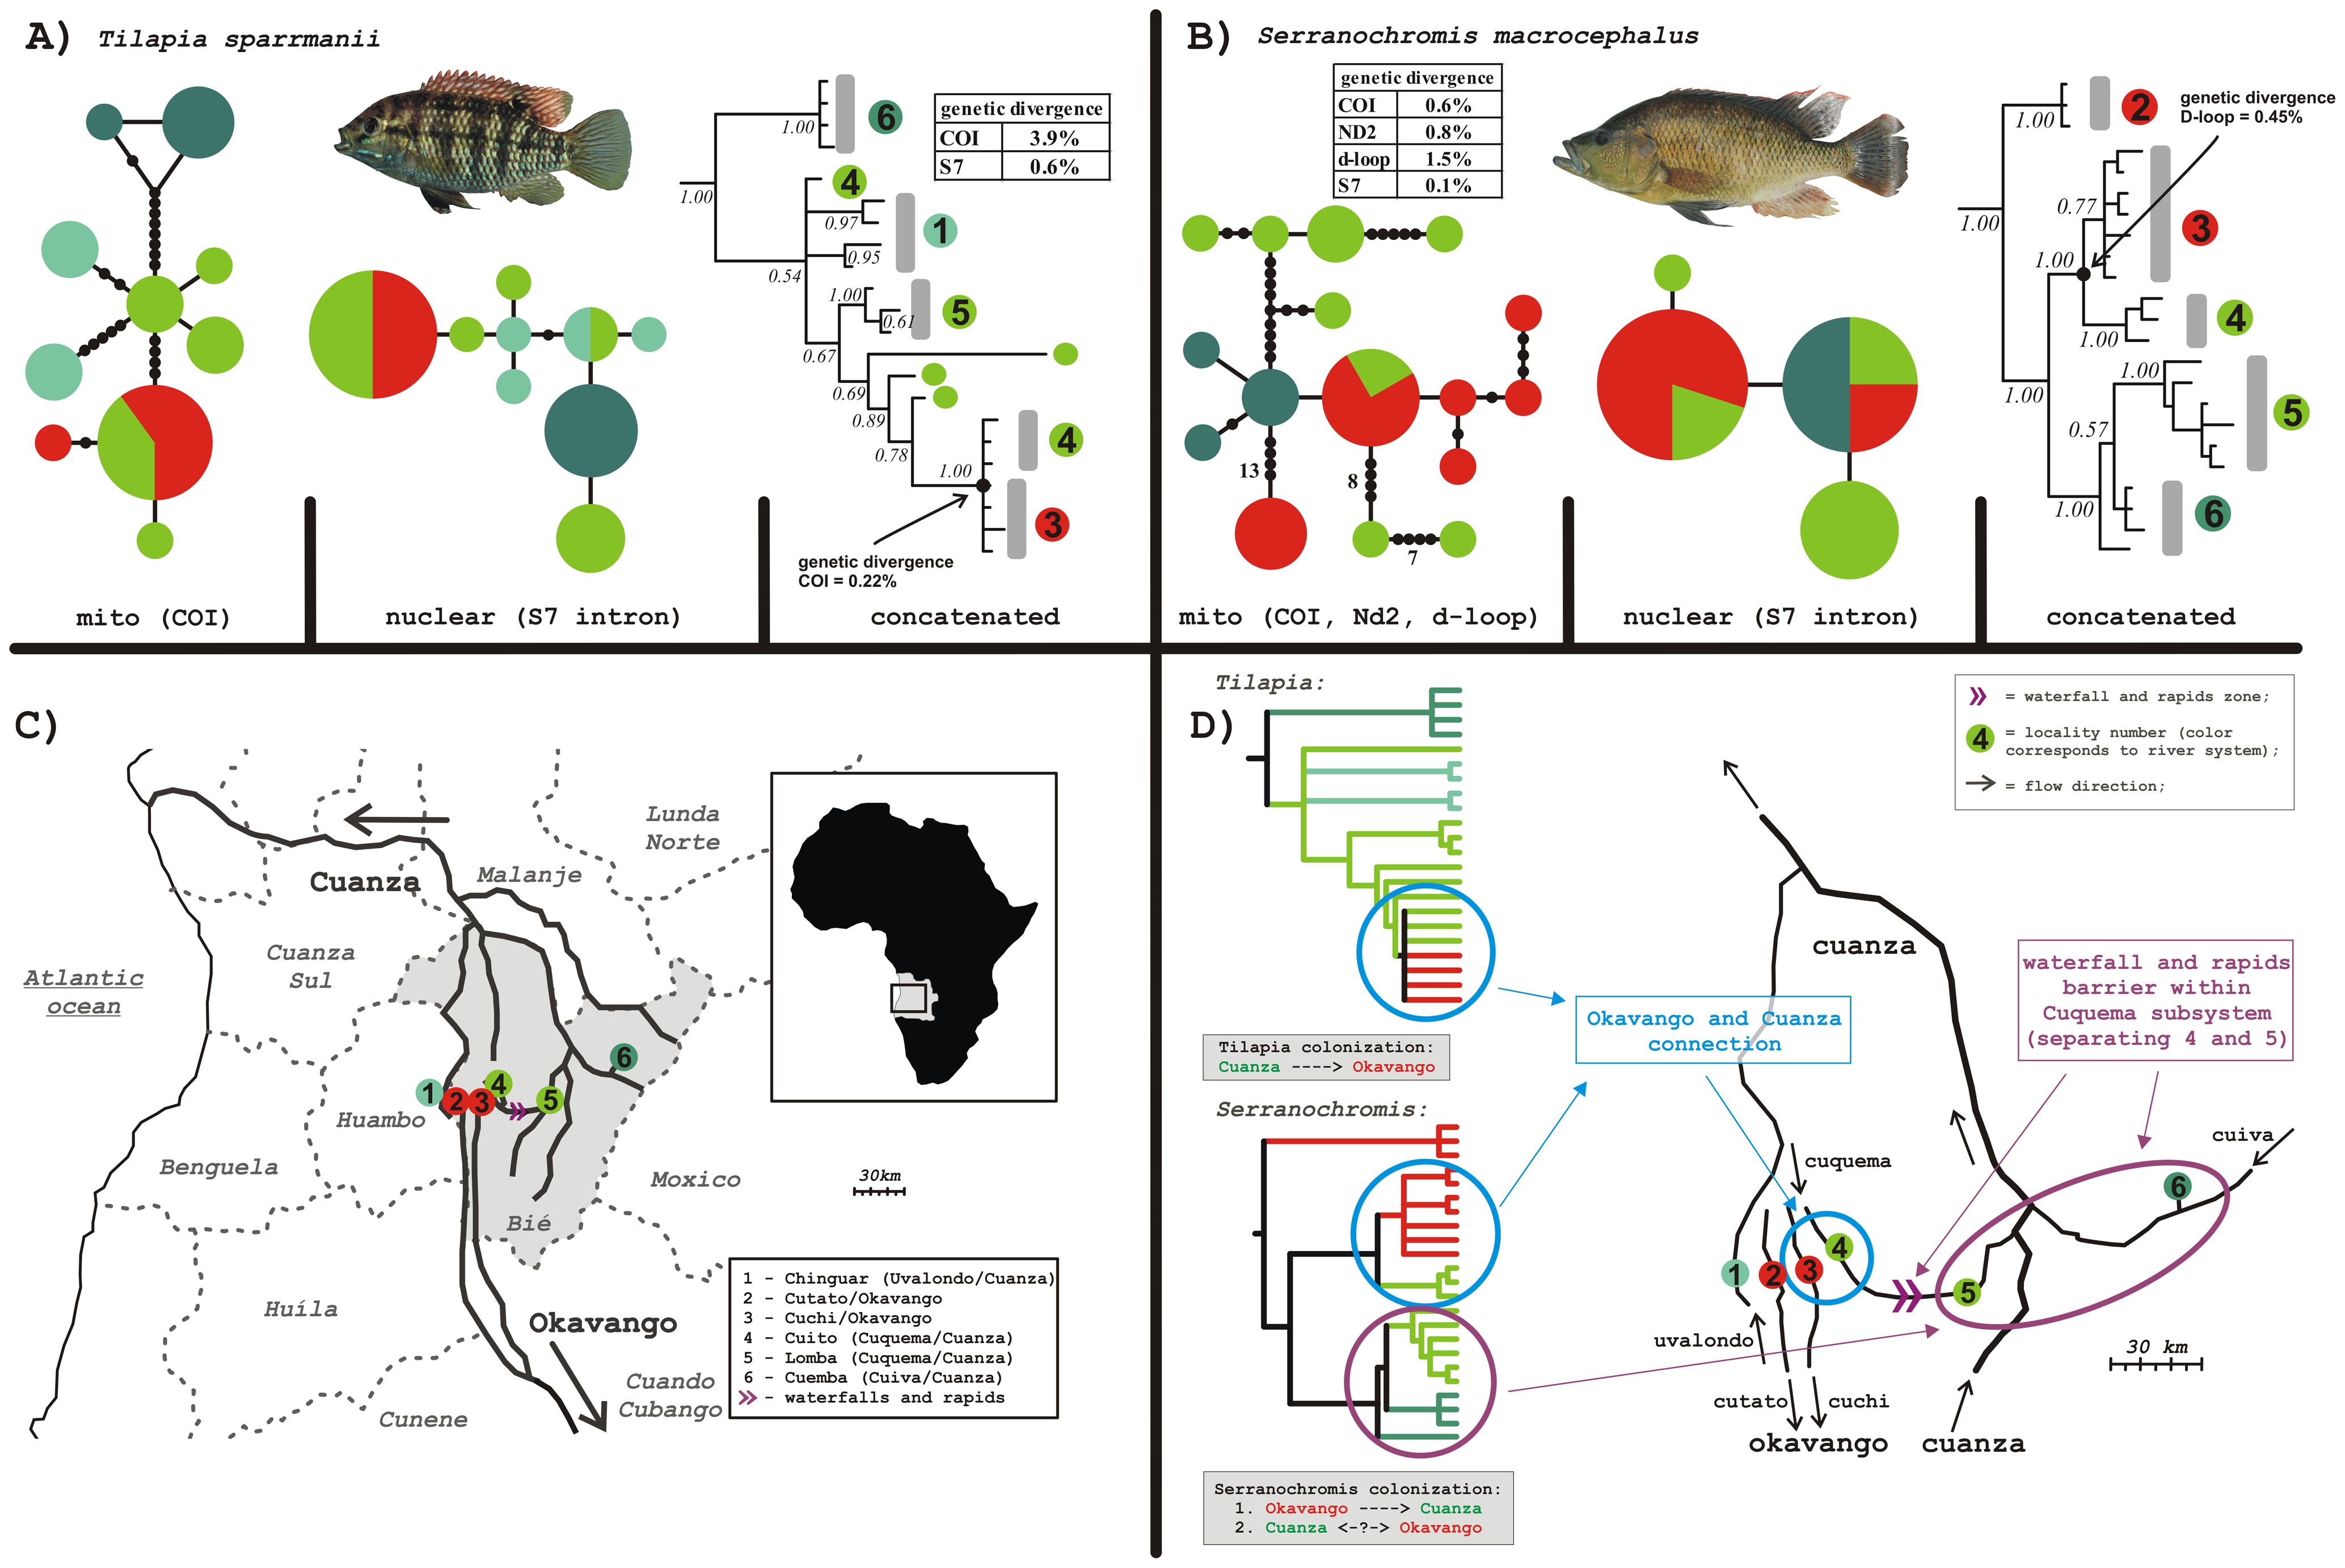 A) Tilapia sparrmanii
genetic divergence
COI 3.9%
S7 0.6%
1.00
6
1.00
4
0.97
1
0.95
0.54
1.00
5
0.61
0.67
0.69
0.89
0.78
4
1.00
3
genetic divergence
COI = 0.22%
mito (COI)
nuclear (S7 intron)
concatenated
B) Serranochromis macrocephalus
genetic divergence
COI 0.6%
ND2 0.8%
d-loop 1.5%
S7 0.1%
13
8
7
2
1.00
genetic divergence
D-loop = 0.45%
0.77
1.00
3
1.00
4
1.00
1.00
1.00
5
0.57
6
1.00
mito (COI, Nd2, d-loop)
nuclear (S7 intron)
concatenated
C)
Lunda
Norte
Malanje
Cuanza
Cuanza
Sul
Atlantic
ocean
6
4
1
2
3
5
Huambo
Benguela
Moxico
30km
Bié
Huíla
Okavango
Cuando
Cubango
Cunene
1 - Chinguar (Uvalondo/Cuanza)
2 - Cutato/Okavango
3 - Cuchi/Okavango
4 - Cuito (Cuquema/Cuanza)
5 - Lomba (Cuquema/Cuanza)
6 - Cuemba (Cuiva/Cuanza)
- waterfalls and rapids
D)
Tilapia:
= waterfall and rapids zone;
4
= locality number (color
corresponds to river system);
= flow direction;
cuanza
waterfall and rapids
barrier within
Cuquema subsystem
(separating 4 and 5)
Okavango and Cuanza
connection
Tilapia colonization:
Cuanza ----> Okavango
Serranochromis:
cuiva
cuquema
6
4
1
2
3
5
uvalondo
30 km
cutato
cuchi
okavango
cuanza
Serranochromis colonization:
1. Okavango ----> Cuanza
2. Cuanza <-?-> Okavango